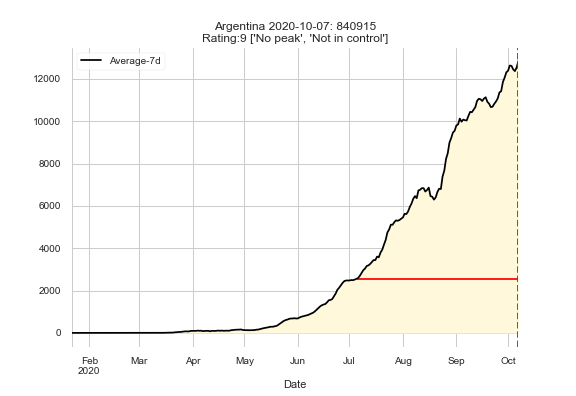 Argentina 2020-10-07: 840915
Rating:9 ['No peak', 'Not in control']
Average-7d
12000
10000
8000
6000
4000
2000
0
Feb Mar Apr May Jun Jul Aug Sep Oct
2020
Date